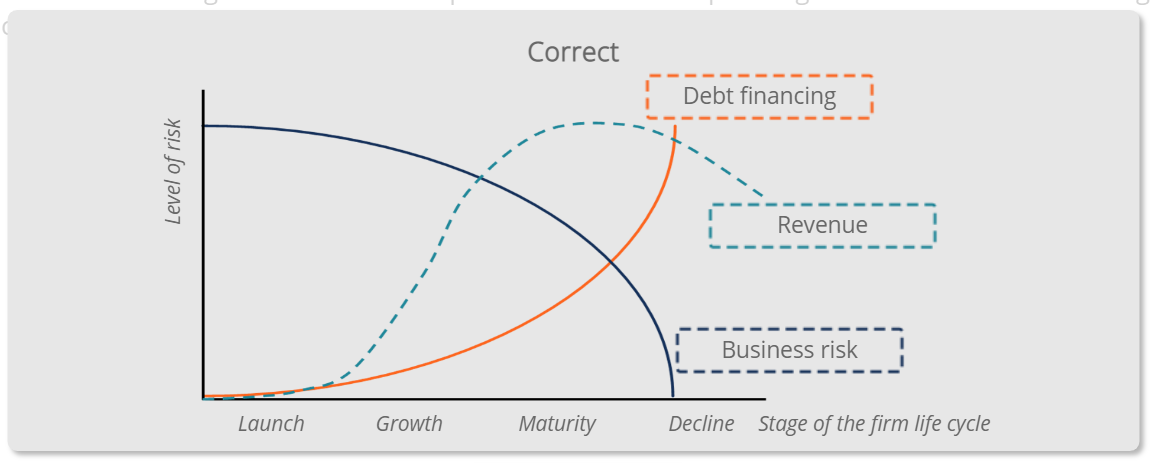 Correct
Debt financing
Level of risk
Revenue
Business risk
Launch Growth Maturity Decline Stage of the firm life cycle